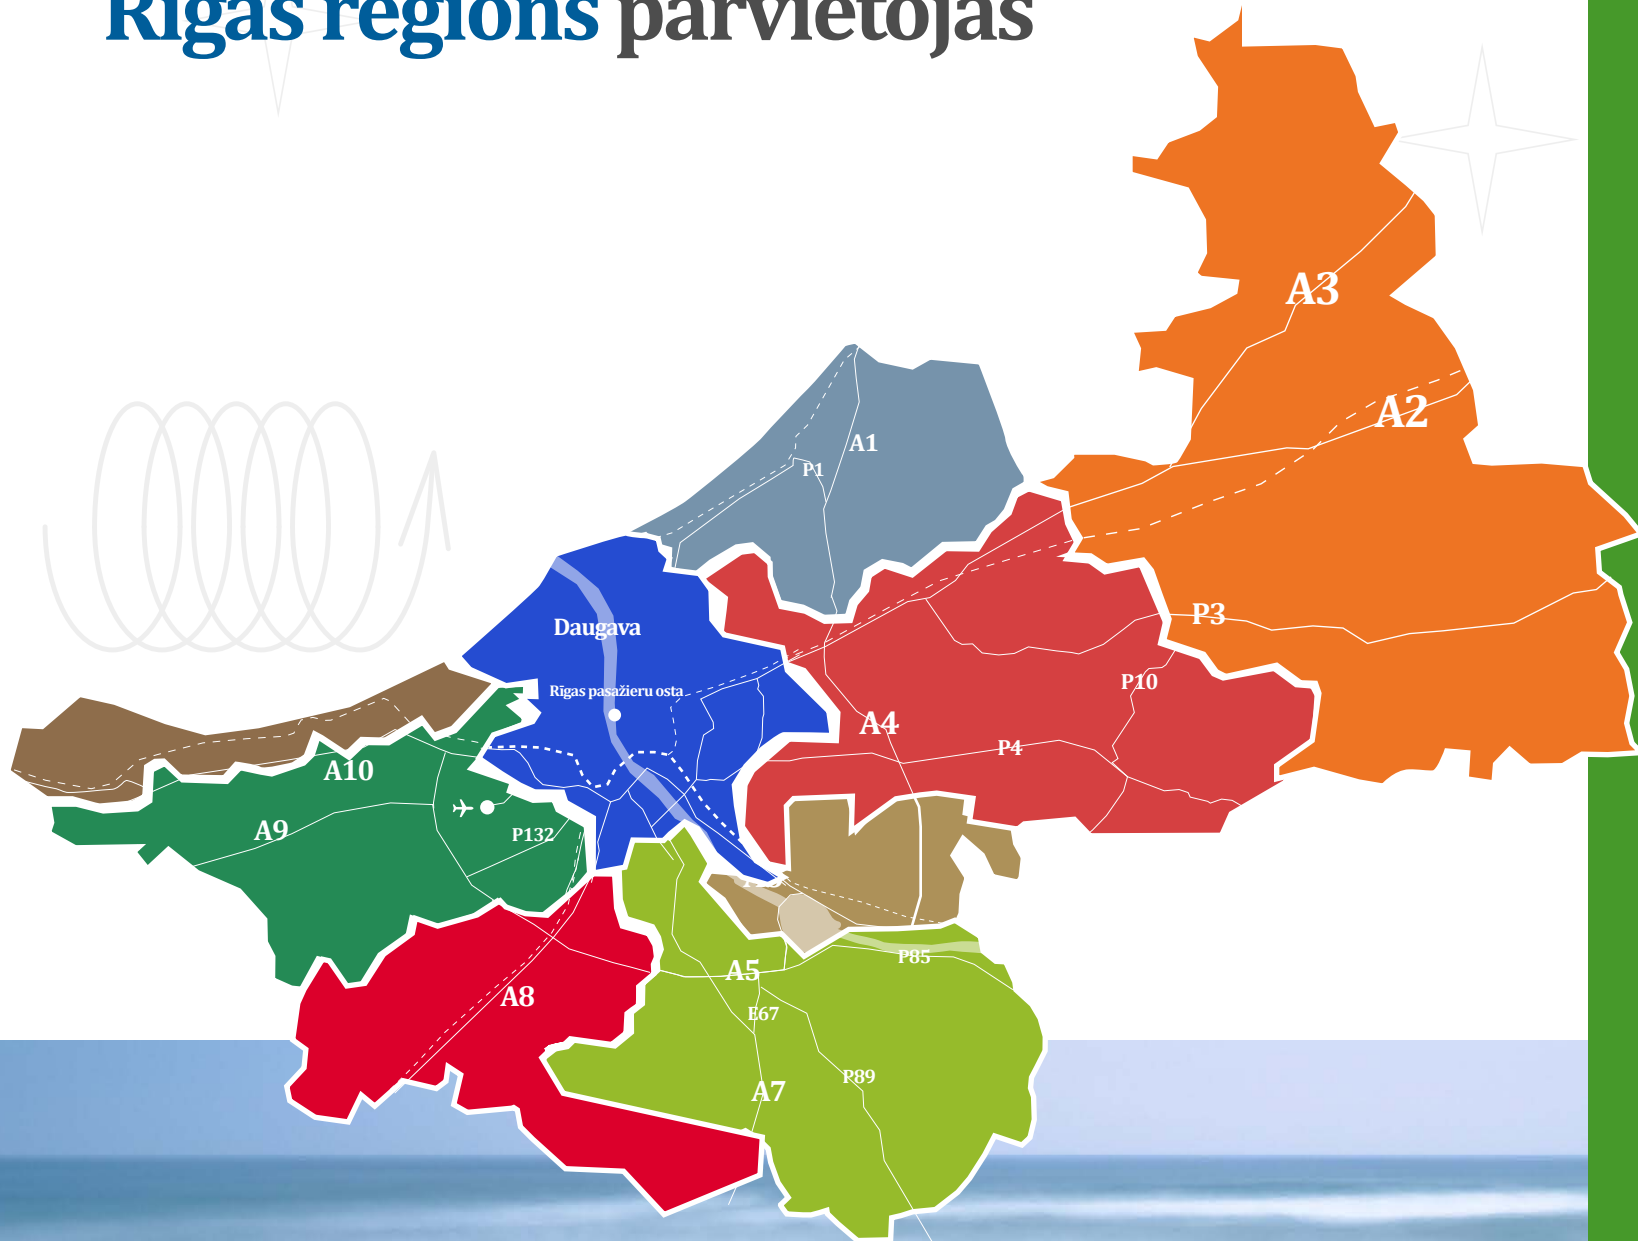 Rīgas reģions pārvietojas
A3
A2
A1
P1
P3
Daugava
Rīgas pasažieru osta
P10
A4
P4
A10
A9
P132
A5
P85
A8
E67
P89
A7